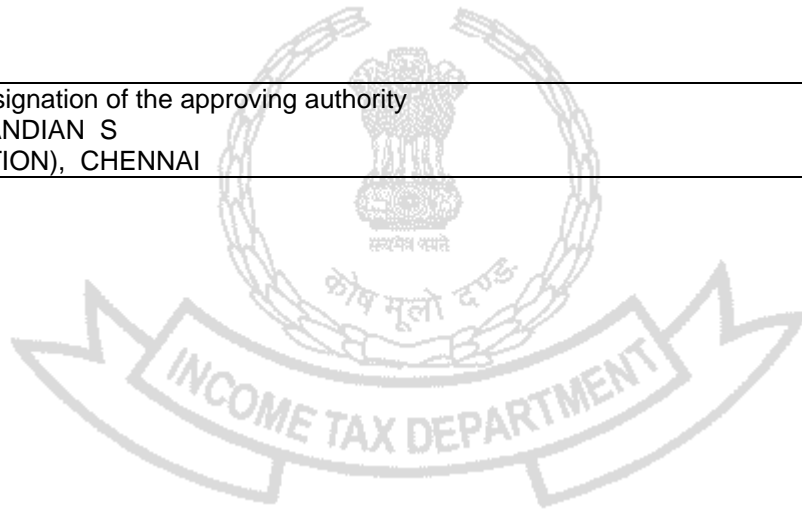 signation of the approving authority
ANDIAN S
TION), CHENNAI
सत्यमेव जयते
कोष मूलो दण्डः
INCOME TAX DEPARTMENT